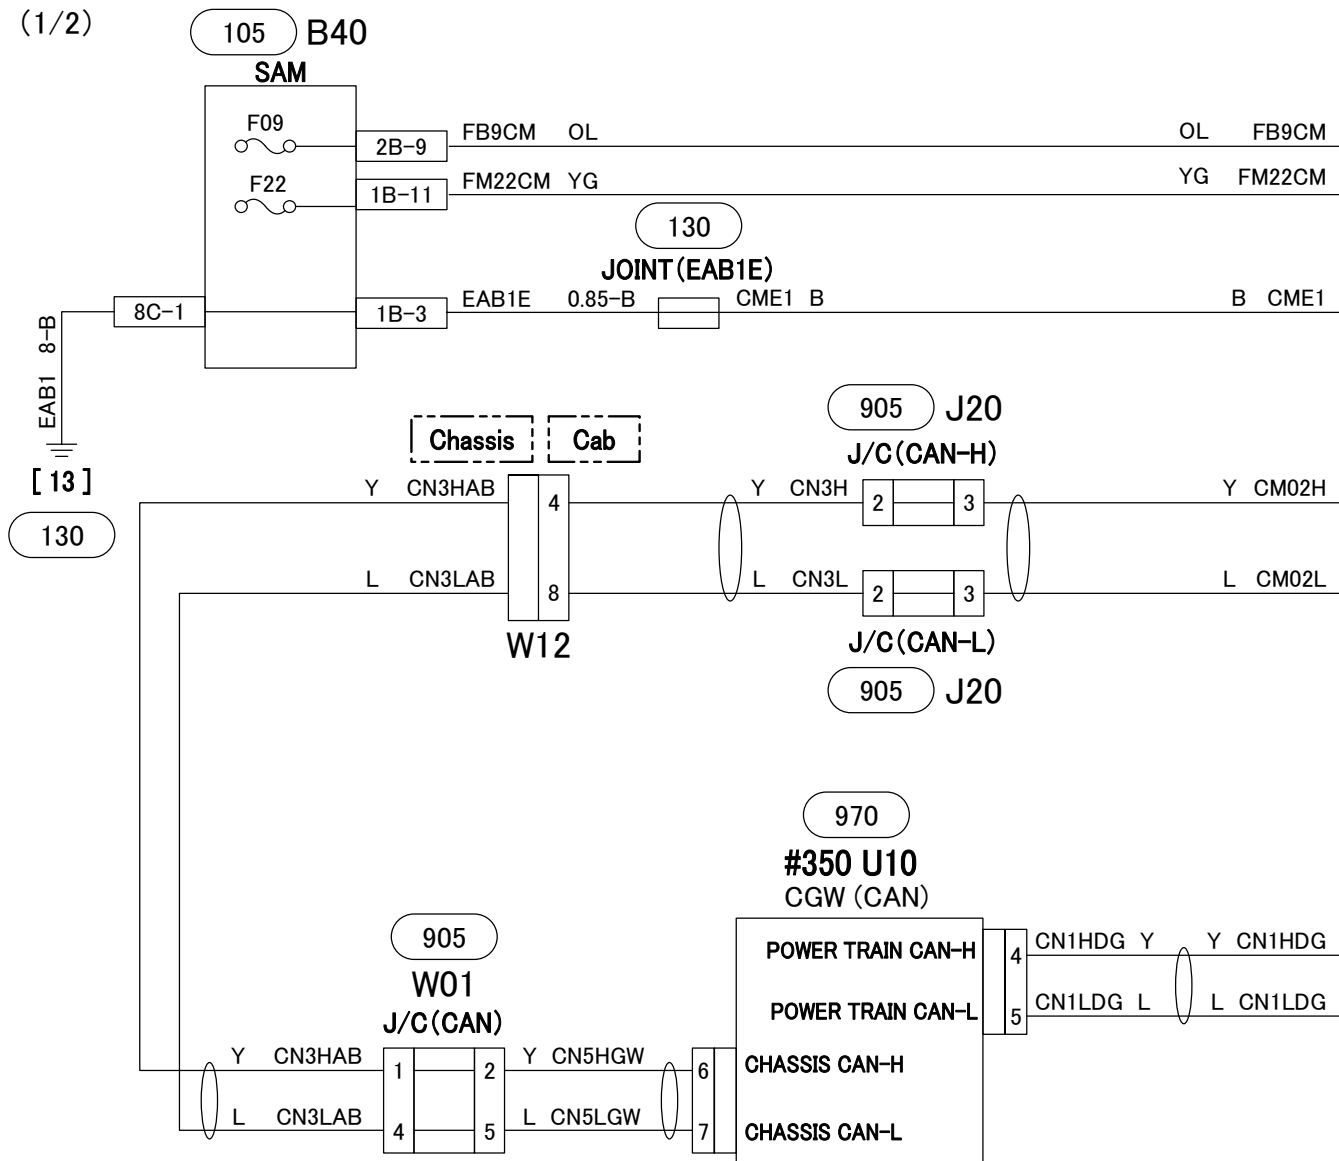 (1/2)
105 B40
SAM
F09
2B-9 FB9CM OL OL FB9CM
F22
1B-11 FM22CM YG YG FM22CM
130
JOINT(EAB1E)
8C-1 1B-3 EAB1E 0.85-B CME1 B B CME1
EAB1 8-B
[13]
130
Chassis Cab
905 J20
J/C(CAN-H)
Y CN3HAB 4 Y CN3H 2 3 Y CM02H
L CN3LAB 8 L CN3L 2 3 L CM02L
W12
J/C(CAN-L)
905 J20
970
#350 U10
CGW (CAN)
POWER TRAIN CAN-H 4 CN1HDG Y Y CN1HDG
POWER TRAIN CAN-L 5 CN1LDG L L CN1LDG
905
W01
J/C(CAN)
Y CN3HAB 1 2 Y CN5HGW 6 CHASSIS CAN-H
L CN3LAB 4 5 L CN5LGW 7 CHASSIS CAN-L